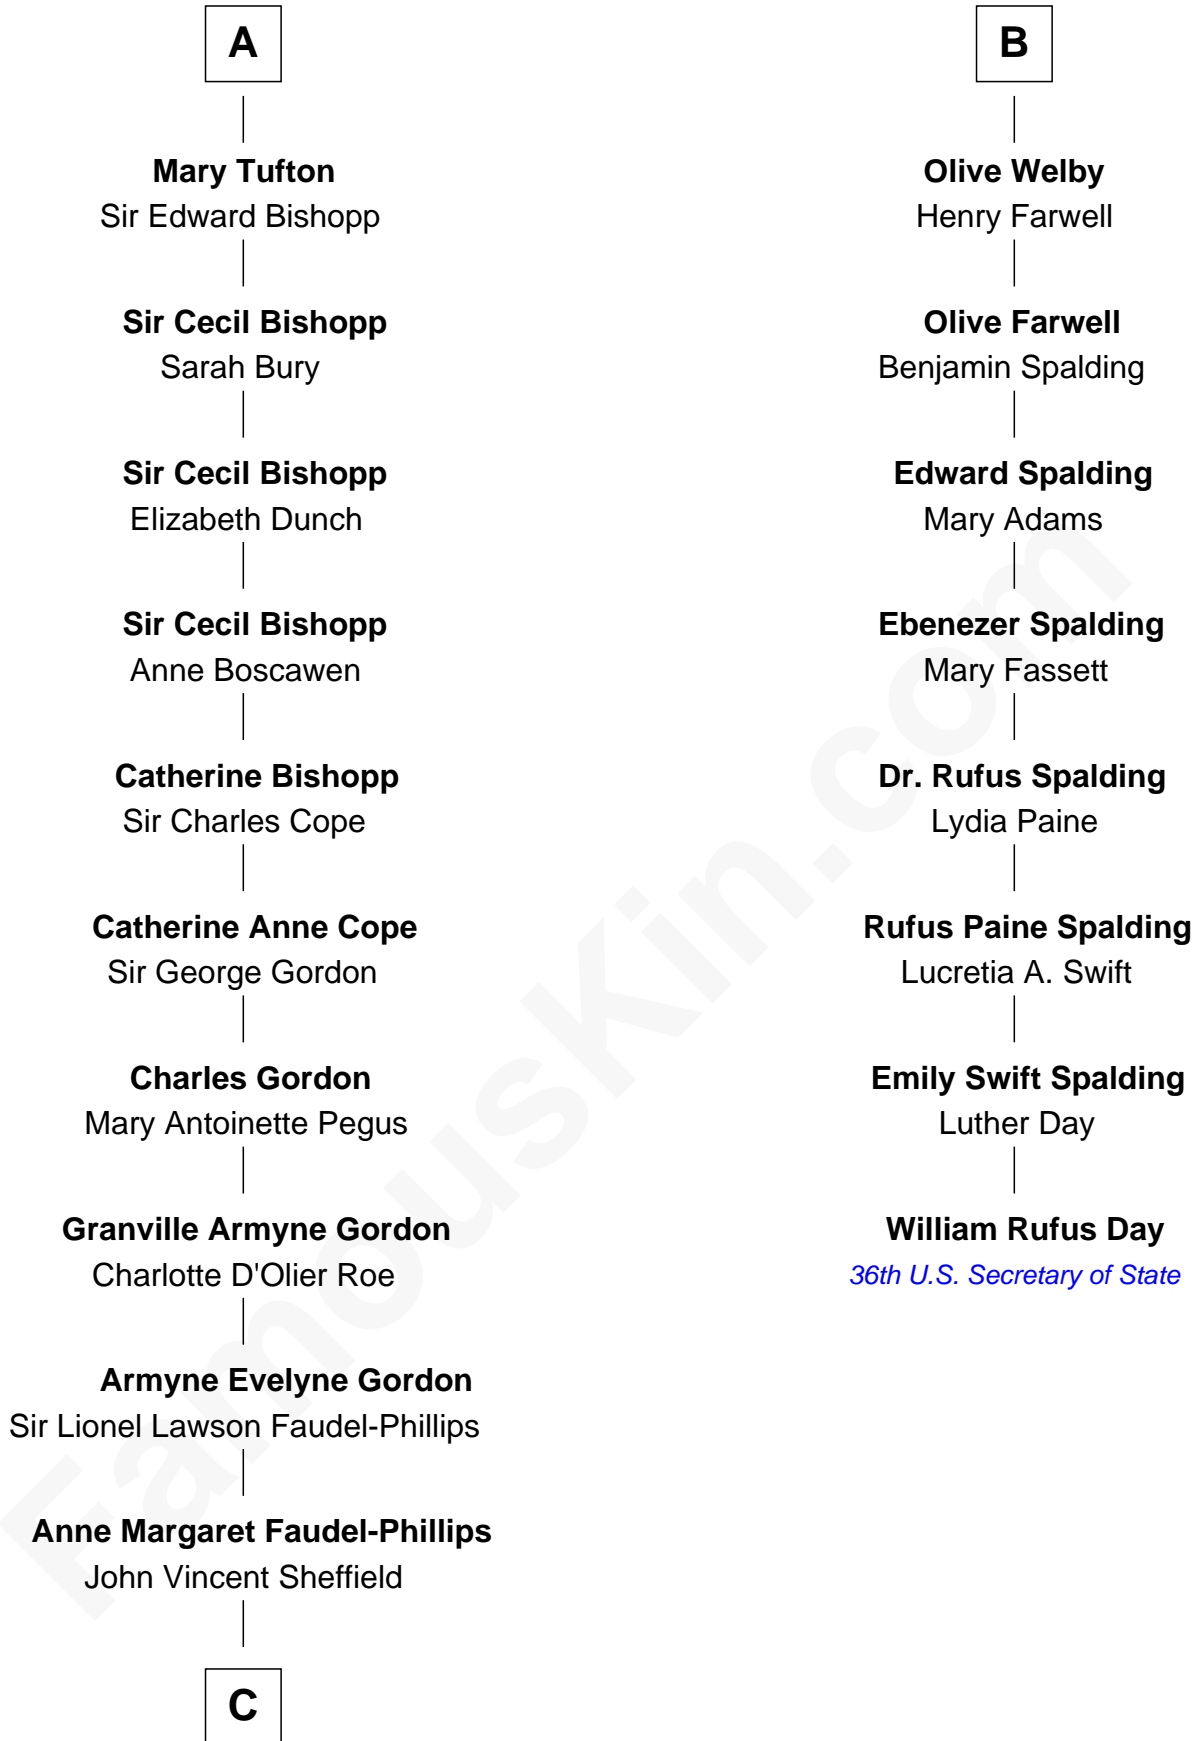 A
Mary Tufton
Sir Edward Bishopp
Sir Cecil Bishopp
Sarah Bury
Sir Cecil Bishopp
Elizabeth Dunch
Sir Cecil Bishopp
Anne Boscawen
Catherine Bishopp
Sir Charles Cope
Catherine Anne Cope
Sir George Gordon
Charles Gordon
Mary Antoinette Pegus
Granville Armyne Gordon
Charlotte D'Olier Roe
Armyne Evelyne Gordon
Sir Lionel Lawson Faudel-Phillips
Anne Margaret Faudel-Phillips
John Vincent Sheffield
C
B
Olive Welby
Henry Farwell
Olive Farwell
Benjamin Spalding
Edward Spalding
Mary Adams
Ebenezer Spalding
Mary Fassett
Dr. Rufus Spalding
Lydia Paine
Rufus Paine Spalding
Lucretia A. Swift
Emily Swift Spalding
Luther Day
William Rufus Day
36th U.S. Secretary of State
FamousKin.com